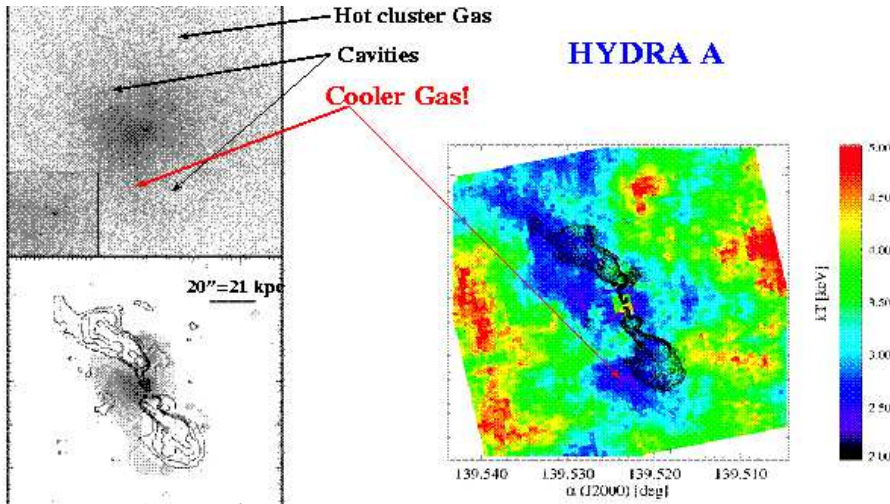 Hot cluster Gas
Cavities
Cooler Gas!
HYDRA A
20"=21 kpc
5.00
4.50
4.00
3.50
3.00
2.50
2.00
kT [keV]
139.540 139.530 139.520 139.510
α (J2000) [deg]